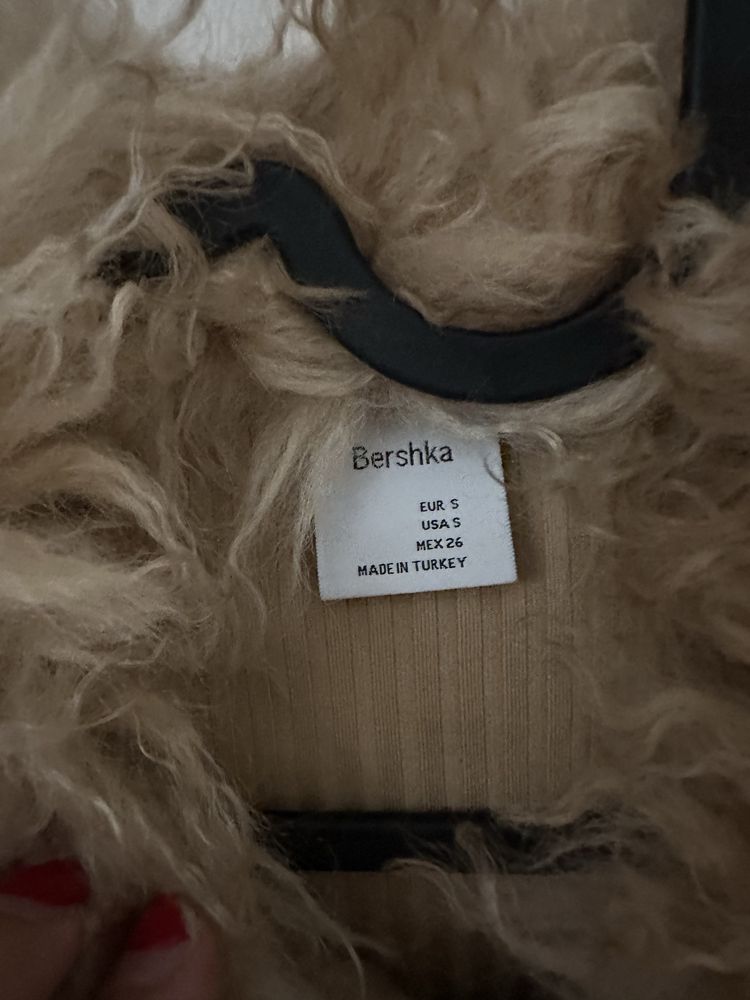 Bershka
EUR S
USA S
MEX 26
MADE IN TURKEY